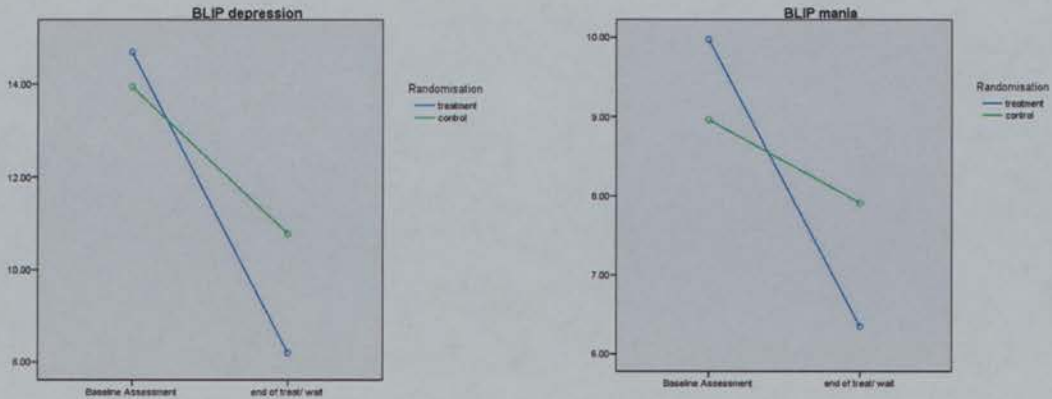 BLIP depression
14.00
12.00
10.00
8.00
Baseline Assessment
end of treat/ wait
Randomisation
treatment
control
BLIP mania
10.00
9.00
8.00
7.00
6.00
Baseline Assessment
end of treat/ wait
Randomisation
treatment
control